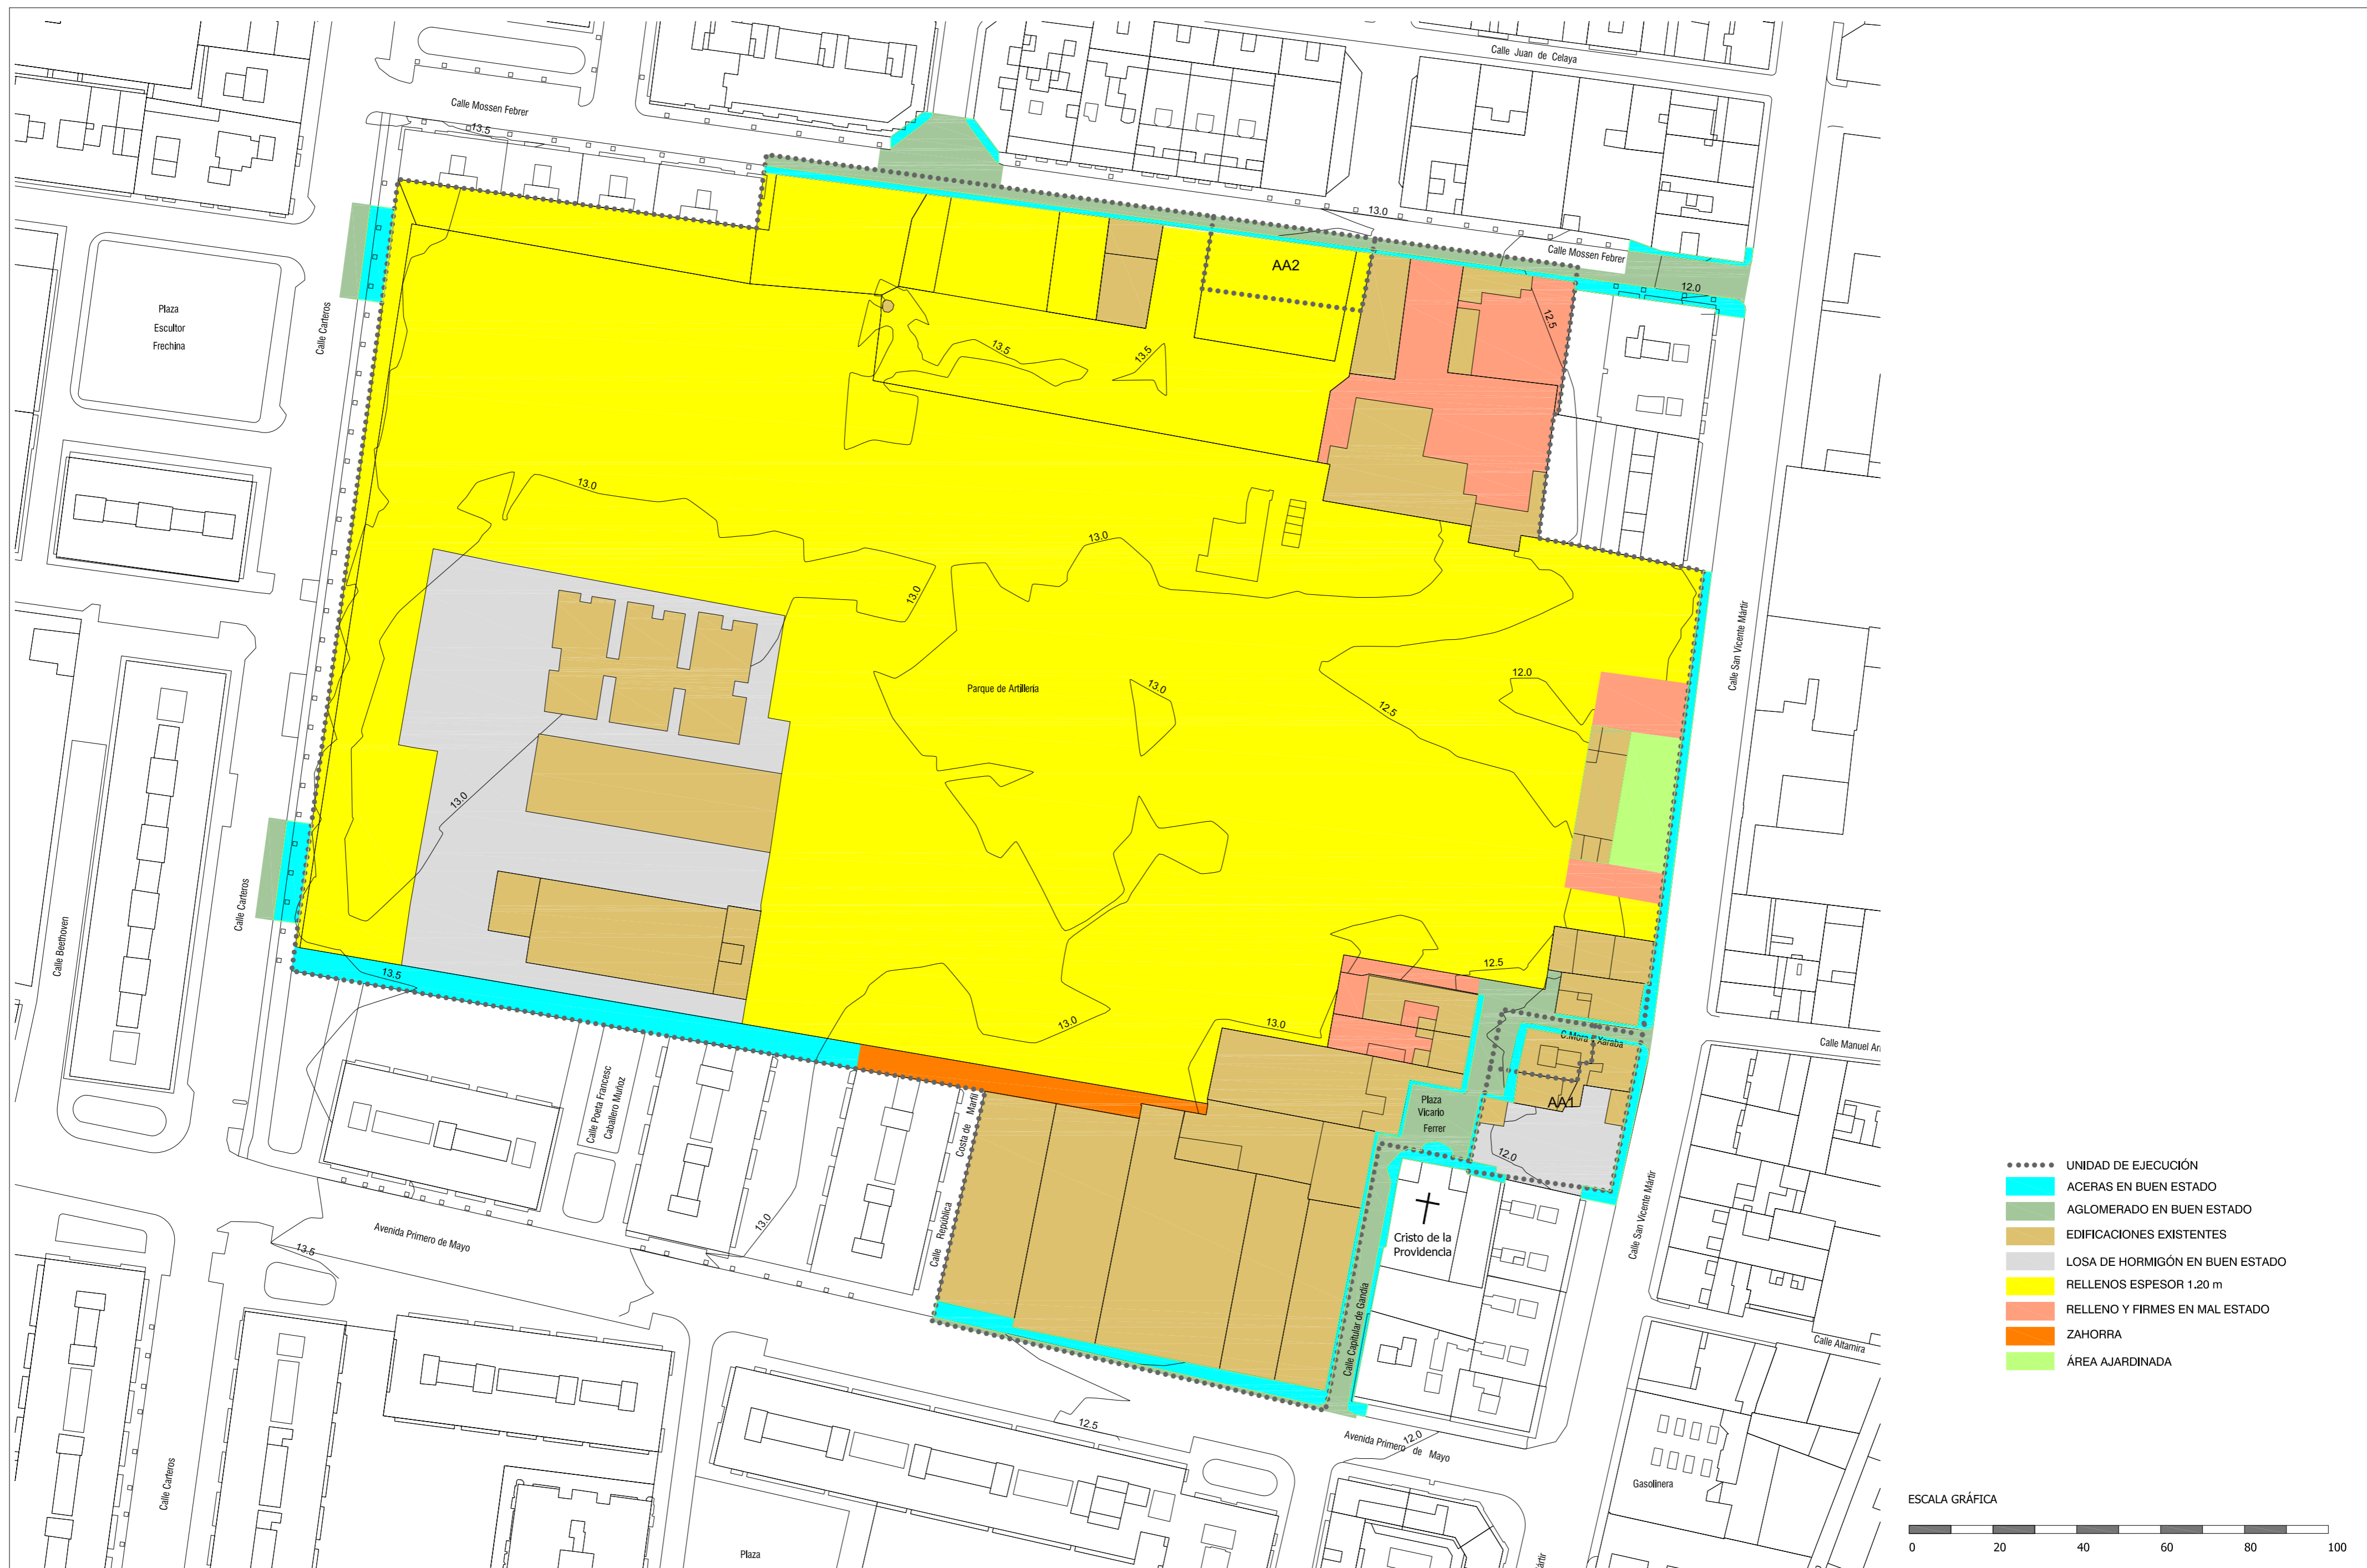 Calle Juan de Celaya
Calle Mossen Febrer
13.5
13.0
Calle Mossen Febrer
12.0
AA2
12.5
Plaza
Escultor
Frechina
Calle Carteros
13.5
13.5
13.0
13.0
13.0
Calle San Vicente Mártir
Parque de Artillería
13.0
12.0
12.5
13.0
Calle Carteros
Calle Beethoven
13.5
12.5
13.0
13.0
C.Mora
Xaraba
Calle Manuel Ar
Calle Poeta Francesc
Caballero Muñoz
Costa de Marfil
Calle República
Plaza
Vicario
Ferrer
AA1
12.0
Cristo de la
Providencia
Calle San Vicente Mártir
Avenida Primero de Mayo
13.5
13.0
Calle Capitular de Gandía
Calle Altamira
12.5
Avenida Primero de Mayo
12.0
Gasolinera
Calle Carteros
Plaza
ártir
UNIDAD DE EJECUCIÓN
ACERAS EN BUEN ESTADO
AGLOMERADO EN BUEN ESTADO
EDIFICACIONES EXISTENTES
LOSA DE HORMIGÓN EN BUEN ESTADO
RELLENOS ESPESOR 1.20 m
RELLENO Y FIRMES EN MAL ESTADO
ZAHORRA
ÁREA AJARDINADA
ESCALA GRÁFICA
0 20 40 60 80 100